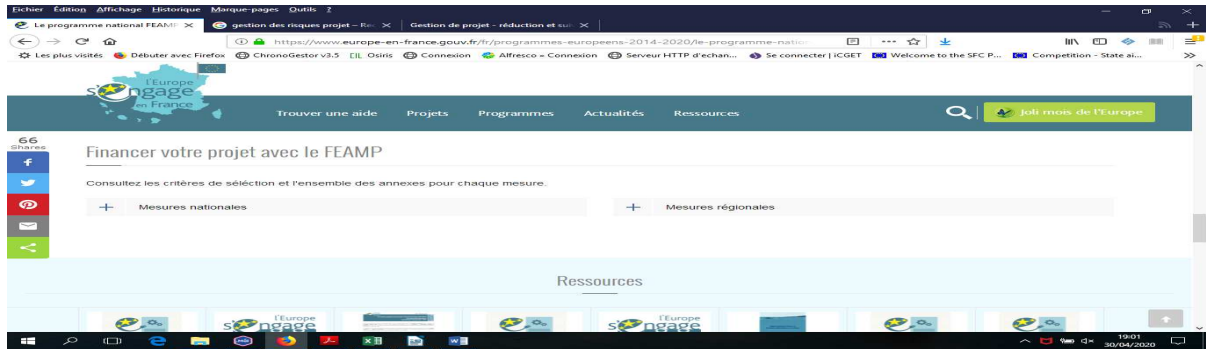 Fichier Édition Affichage Historique Marque-pages Outils ?
Le programme national FEAMP
gestion des risques projet – Re
Gestion de projet - réduction et sui
https://www.europe-en-france.gouv.fr/fr/programmes-europeens-2014-2020/le-programme-natio
Les plus visités Débuter avec Firefox ChronoGestor v3.5 Osiris Connexion Alfresco » Connexion Serveur HTTP d'echan... Se connecter | iCGET Welcome to the SFC P... Competition - State ai...
l'Europe
s'engage
en France
Trouver une aide Projets Programmes Actualités Ressources Joli mois de l'Europe
66
Shares
Financer votre projet avec le FEAMP
Consultez les critères de séléction et l'ensemble des annexes pour chaque mesure.
+ Mesures nationales + Mesures régionales
Ressources
l'Europe l'Europe
s'engage s'engage
19:01
30/04/2020